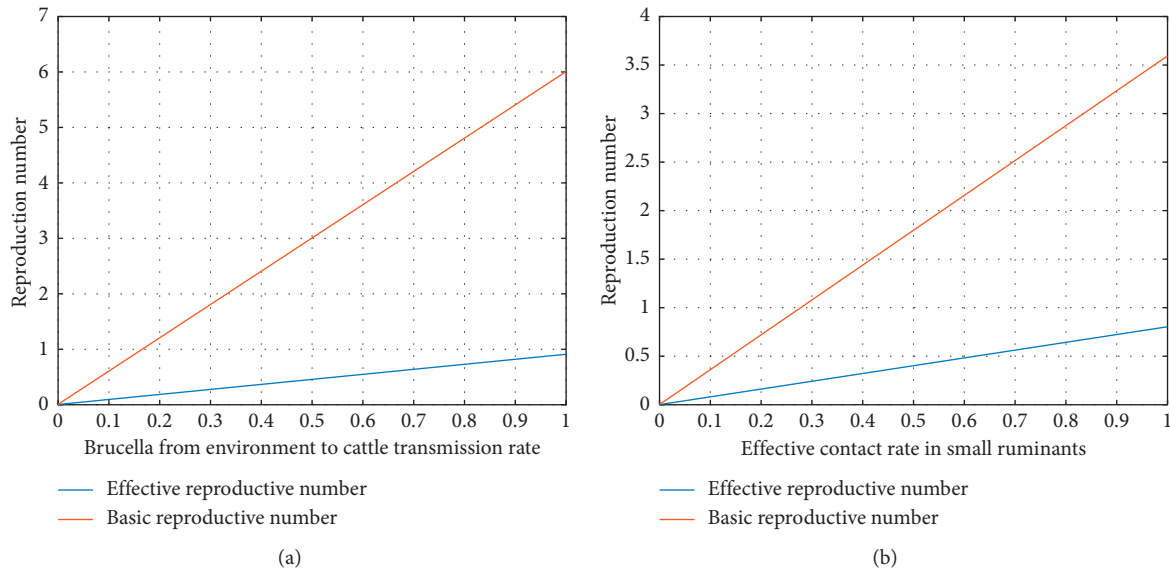 7
6
5
4
3
2
1
0
Reproduction number
0 0.1 0.2 0.3 0.4 0.5 0.6 0.7 0.8 0.9 1
Brucella from environment to cattle transmission rate
Effective reproductive number
Basic reproductive number
(a)
4
3.5
3
2.5
2
1.5
1
0.5
0
Reproduction number
0 0.1 0.2 0.3 0.4 0.5 0.6 0.7 0.8 0.9 1
Effective contact rate in small ruminants
Effective reproductive number
Basic reproductive number
(b)